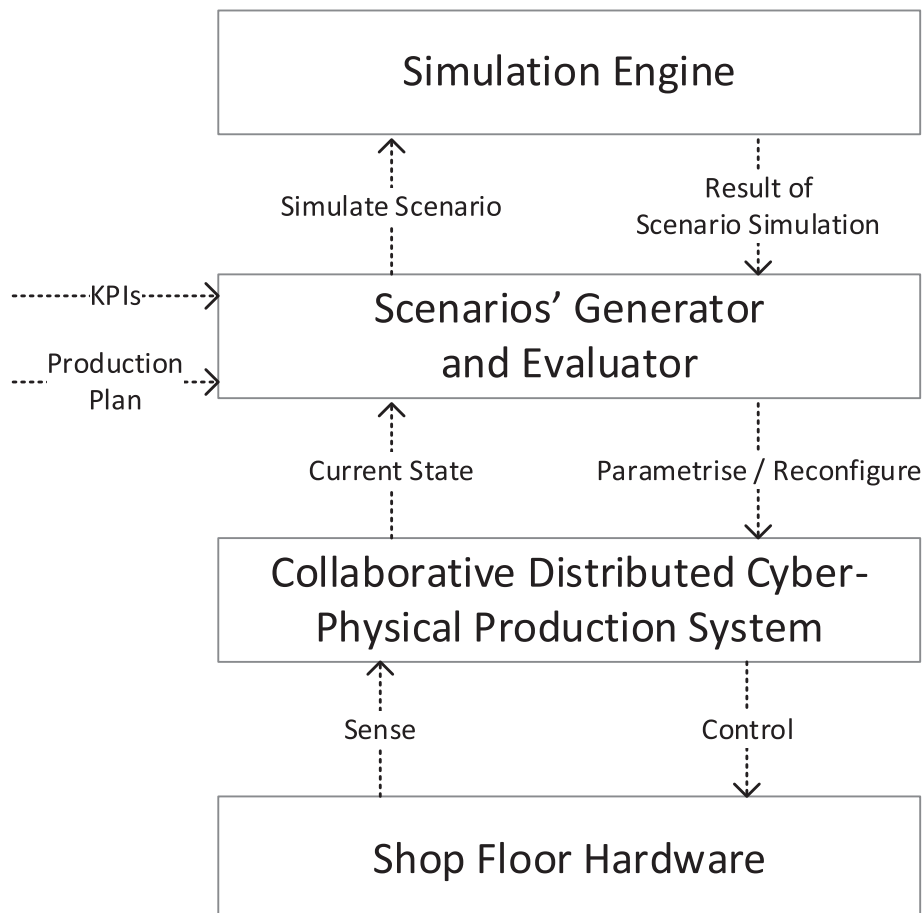 Simulation Engine
Simulate Scenario
Result of
Scenario Simulation
KPIs
Scenarios’ Generator
and Evaluator
Production
Plan
Current State
Parametrise / Reconfigure
Collaborative Distributed Cyber-
Physical Production System
Sense
Control
Shop Floor Hardware